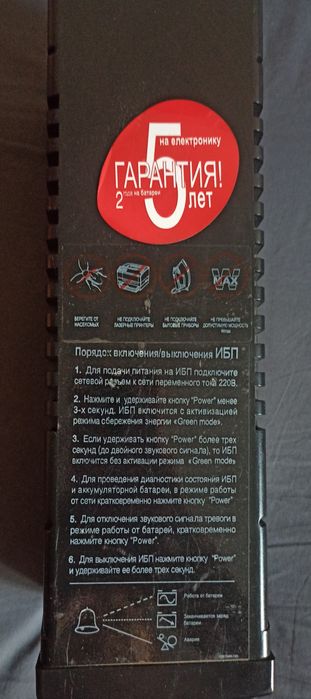 на електронику
5
ГАРАНТИЯ!
2 года на батареи
лет
БЕРЕГИТЕ ОТ
НАСЕКОМЫХ
НЕ ПОДКЛЮЧАЙТЕ
ЛАЗЕРНЫЕ ПРИНТЕРЫ
НЕ ПОДКЛЮЧАЙТЕ
БЫТОВЫЕ ПРИБОРЫ
WMAX
НЕ ПРЕВЫШАЙТЕ
ДОПУСТИМУЮ МОЩНОСТЬ
Wmax
Порядок включения/выключения ИБП
1. Для подачи питания на ИБП подключите
сетевой разъем к сети переменного тока 220В.
2. Нажмите и удерживайте кнопку "Power" менее
3-х секунд. ИБП включится с активизацией
режима сбережения энергии «Green mode».
3. Если удерживать кнопку "Power" более трех
секунд (до двойного звукового сигнала), то ИБП
включится без активации режима «Green mode»
4. Для проведения диагностики состояния ИБП
и аккумуляторной батареи, в режиме работы
от сети кратковременно нажмите кнопку "Power"
5. Для отключения звукового сигнала тревоги в
режиме работы от батарей, кратковременно
нажмите кнопку "Power".
6. Для выключения ИБП нажмите кнопку "Power"
и удерживайте ее более трех секунд.
Работа от батареи
Заканчивается заряд
батареи
Авария